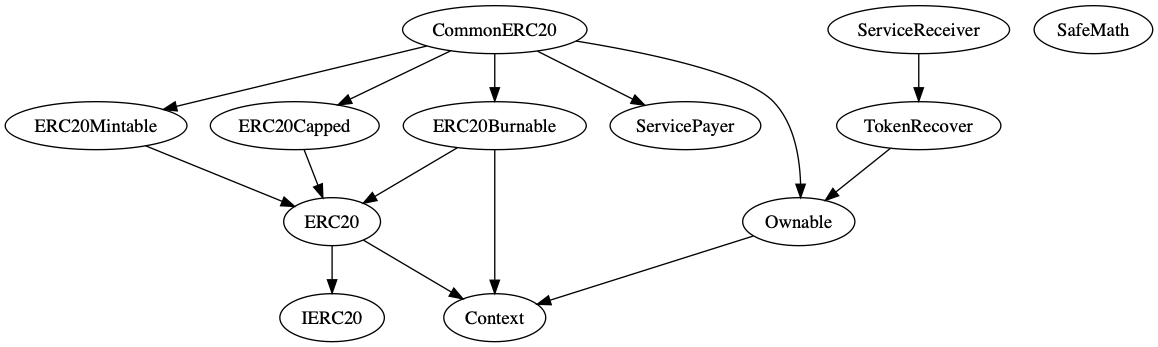 CommonERC20
ServiceReceiver
SafeMath
ERC20Mintable
ERC20Capped
ERC20Burnable
ServicePayer
TokenRecover
ERC20
Ownable
IERC20
Context